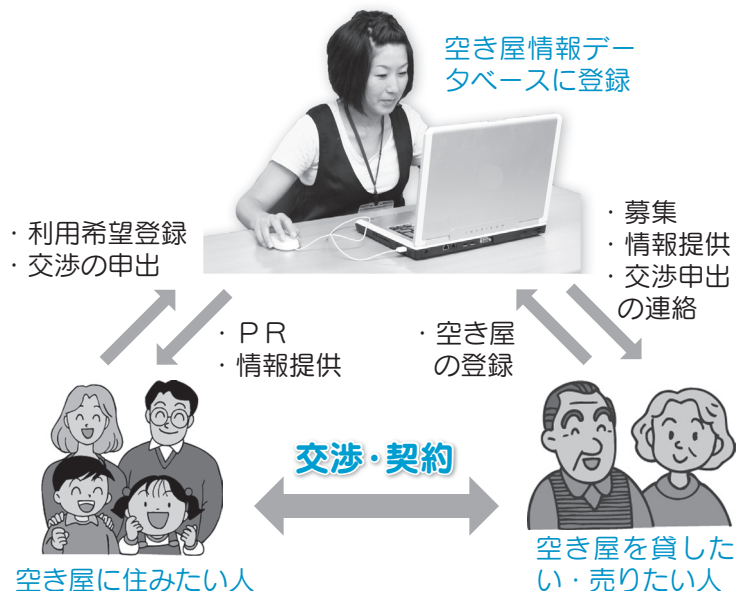 空き屋情報デー
タベースに登録
・利用希望登録
・交渉の申出
・募集
・情報提供
・交渉申出
の連絡
・ＰＲ
・情報提供
・空き屋
の登録
交渉・契約
空き屋に住みたい人
空き屋を貸した
い・売りたい人